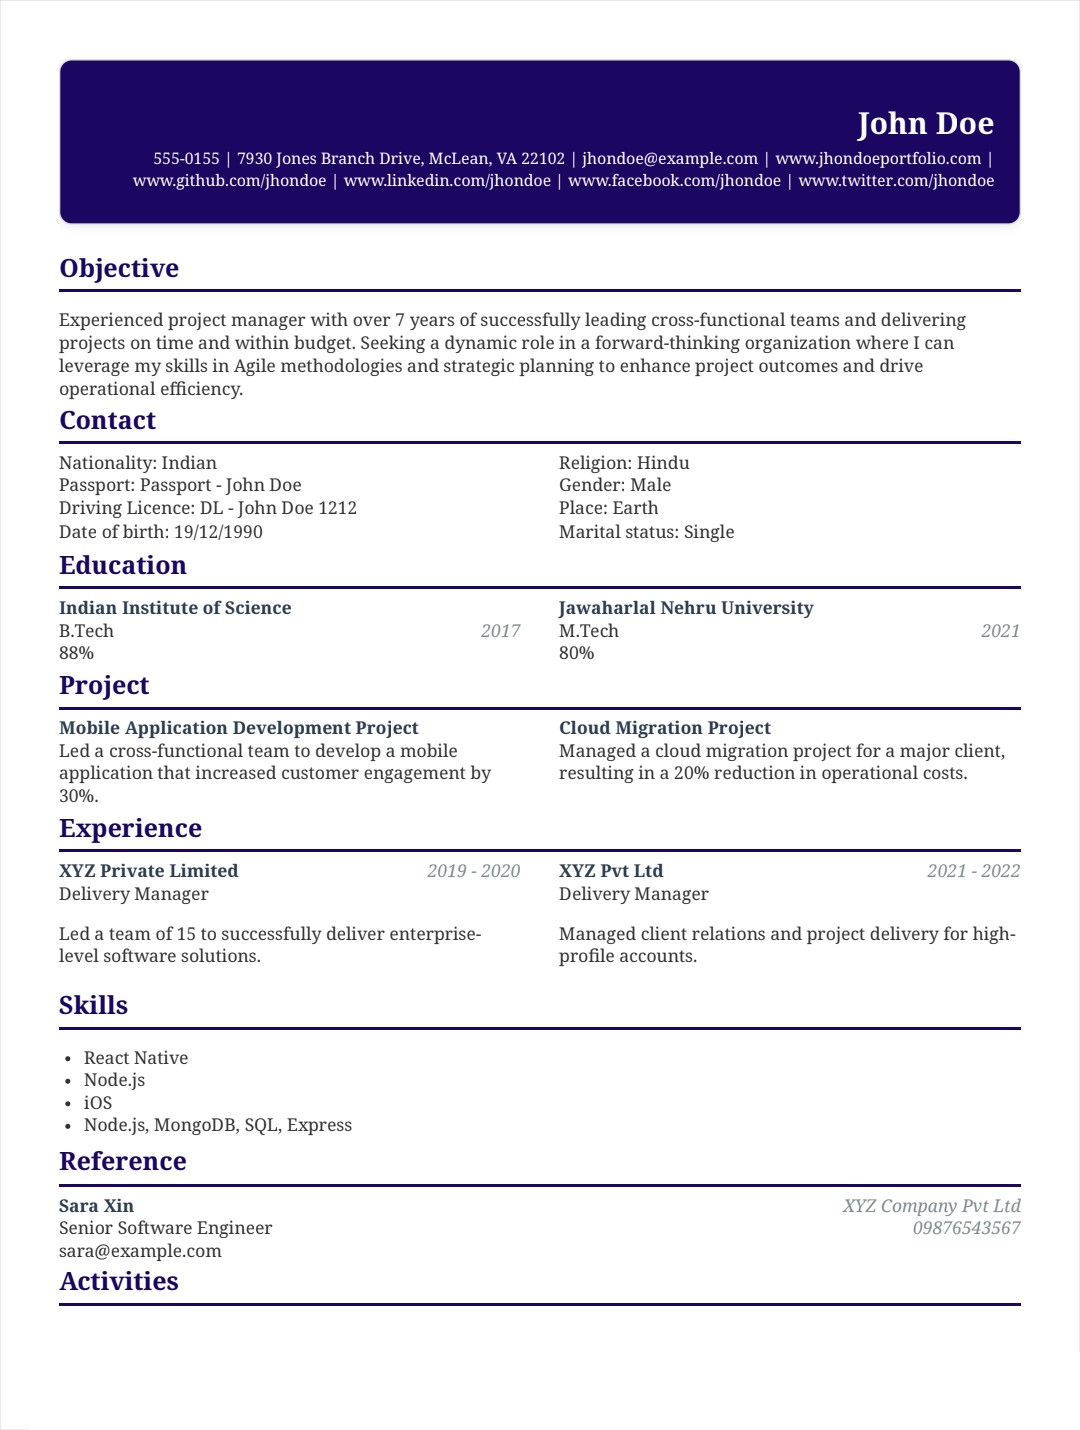 John Doe
555-0155 | 7930 Jones Branch Drive, McLean, VA 22102 | jhondoe@example.com | www.jhondoeportfolio.com |
www.github.com/jhondoe | www.linkedin.com/jhondoe | www.facebook.com/jhondoe | www.twitter.com/jhondoe
Objective
Experienced project manager with over 7 years of successfully leading cross-functional teams and delivering
projects on time and within budget. Seeking a dynamic role in a forward-thinking organization where I can
leverage my skills in Agile methodologies and strategic planning to enhance project outcomes and drive
operational efficiency.
Contact
Nationality: Indian
Passport: Passport - John Doe
Driving Licence: DL - John Doe 1212
Date of birth: 19/12/1990
Religion: Hindu
Gender: Male
Place: Earth
Marital status: Single
Education
Indian Institute of Science
B.Tech 2017
88%
Jawaharlal Nehru University
M.Tech 2021
80%
Project
Mobile Application Development Project
Led a cross-functional team to develop a mobile
application that increased customer engagement by
30%.
Cloud Migration Project
Managed a cloud migration project for a major client,
resulting in a 20% reduction in operational costs.
Experience
XYZ Private Limited 2019 - 2020
Delivery Manager
Led a team of 15 to successfully deliver enterprise-
level software solutions.
XYZ Pvt Ltd 2021 - 2022
Delivery Manager
Managed client relations and project delivery for high-
profile accounts.
Skills
• React Native
• Node.js
• iOS
• Node.js, MongoDB, SQL, Express
Reference
Sara Xin XYZ Company Pvt Ltd
Senior Software Engineer 09876543567
sara@example.com
Activities